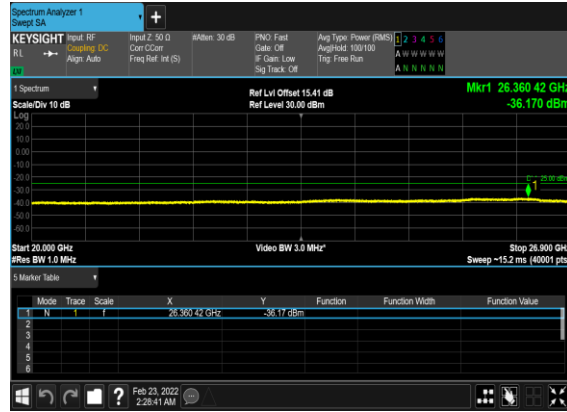 Spectrum Analyzer 1
Swept SA
+
KEYSIGHT Input: RF Input Z: 50 Ω #Atten: 30 dB PNO: Fast Avg Type: Power (RMS) 1 2 3 4 5 6
RL Coupling: DC Corr CCorr Gate: Off Avg|Hold: 100/100 A W W W W W
Align: Auto Freq Ref: Int (S) IF Gain: Low Trig: Free Run
Sig Track: Off A N N N N N
1 Spectrum Ref Lvl Offset 15.41 dB Mkr1 26.360 42 GHz
Scale/Div 10 dB Ref Level 30.00 dBm -36.170 dBm
Log
20.0
10.0
0.00
-10.0
-20.0
-30.0
-40.0
-50.0
-60.0
25.00 dBm
1
Start 20.000 GHz Video BW 3.0 MHz* Stop 26.900 GHz
#Res BW 1.0 MHz Sweep ~15.2 ms (40001 pts)
5 Marker Table
Mode Trace Scale X Y Function Function Width Function Value
1 N 1 f 26.360 42 GHz -36.17 dBm
2
3
4
5
6
? Feb 23, 2022
2:28:41 AM